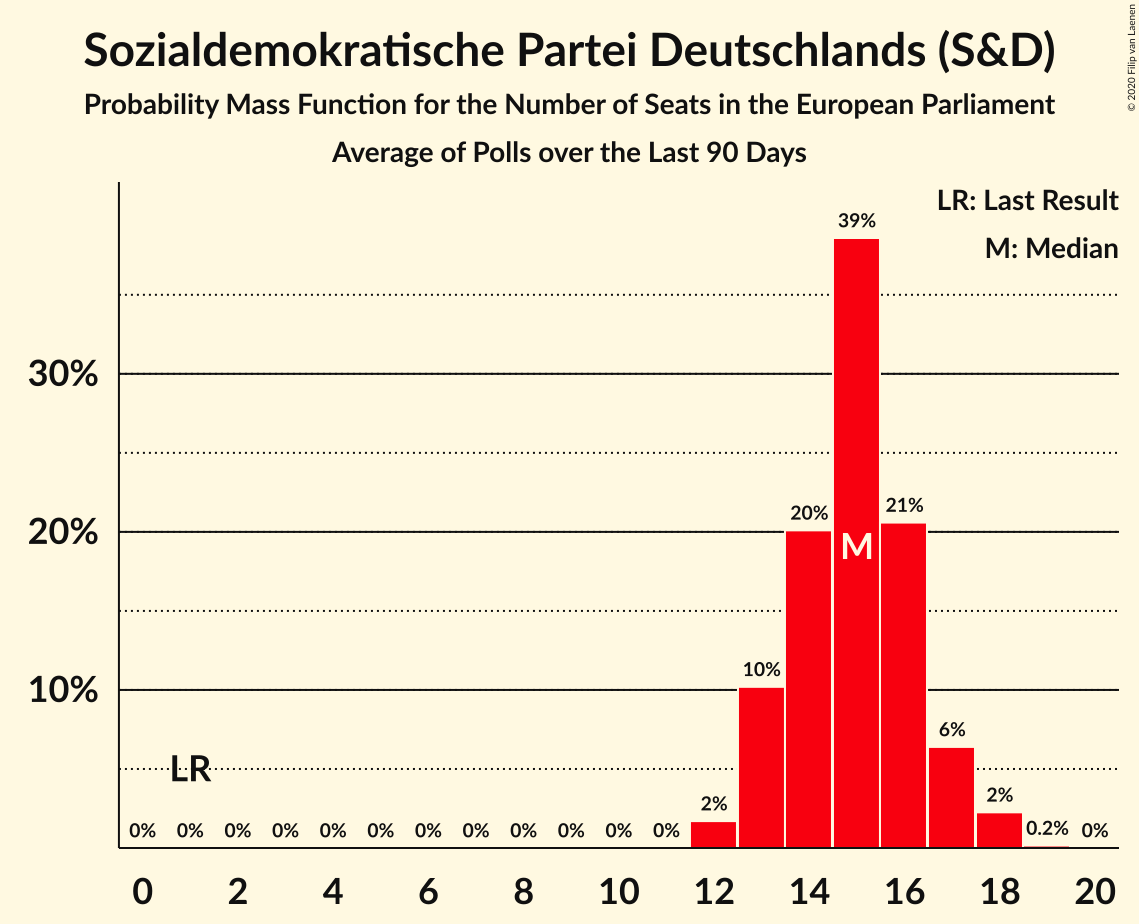 Sozialdemokratische Partei Deutschlands (S&D)
Probability Mass Function for the Number of Seats in the European Parliament
Average of Polls over the Last 90 Days
© 2020 Filip van Laenen
LR: Last Result
M: Median
39%
30%
20%
21%
20%
M
10%
10%
6%
LR
2%
2%
0% 0% 0% 0% 0% 0% 0% 0% 0% 0% 0% 0% 0.2% 0%
0 2 4 6 8 10 12 14 16 18 20